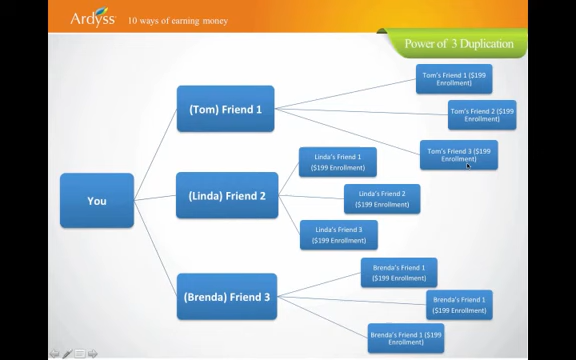 Ardyss
10 ways of earning money
Power of 3 Duplication
You
(Tom) Friend 1
Tom's Friend 1 ($199
Enrollment)
Tom's Friend 2 ($199
Enrollment)
Tom's Friend 3 ($199
Enrollment)
(Linda) Friend 2
Linda's Friend 1
($199 Enrollment)
Linda's Friend 2
($199 Enrollment)
Linda's Friend 3
($199 Enrollment)
(Brenda) Friend 3
Brenda's Friend 1
($199 Enrollment)
Brenda's Friend 1
($199 Enrollment)
Brenda's Friend 1 ($199
Enrollment)